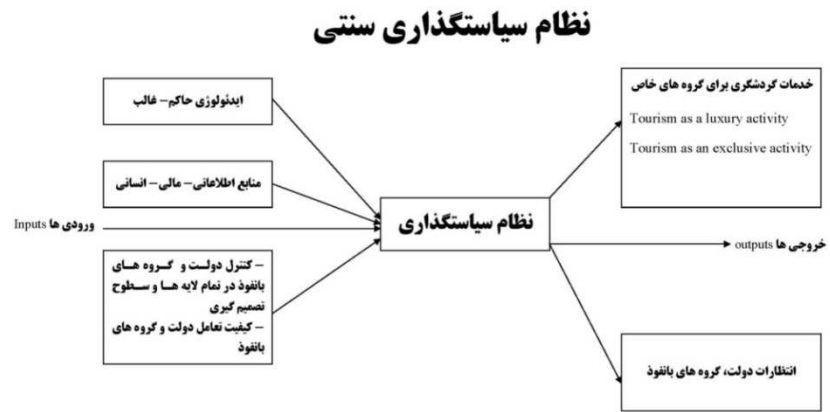 نظام سیاستگذاری سنتی
ایدئولوژی حاکم – غالب
منابع اطلاعاتی – مالی – انسانی
ورودی ها Inputs
– کنترل دولت و گروه های
بانفوذ در تمام لایه ها و سطوح
تصمیم گیری
– کیفیت تعامل دولت و گروه های
بانفوذ
نظام سیاستگذاری
خدمات گردشگری برای گروه های خاص
Tourism as a luxury activity
Tourism as an exclusive activity
خروجی ها outputs
انتظارات دولت، گروه های بانفوذ